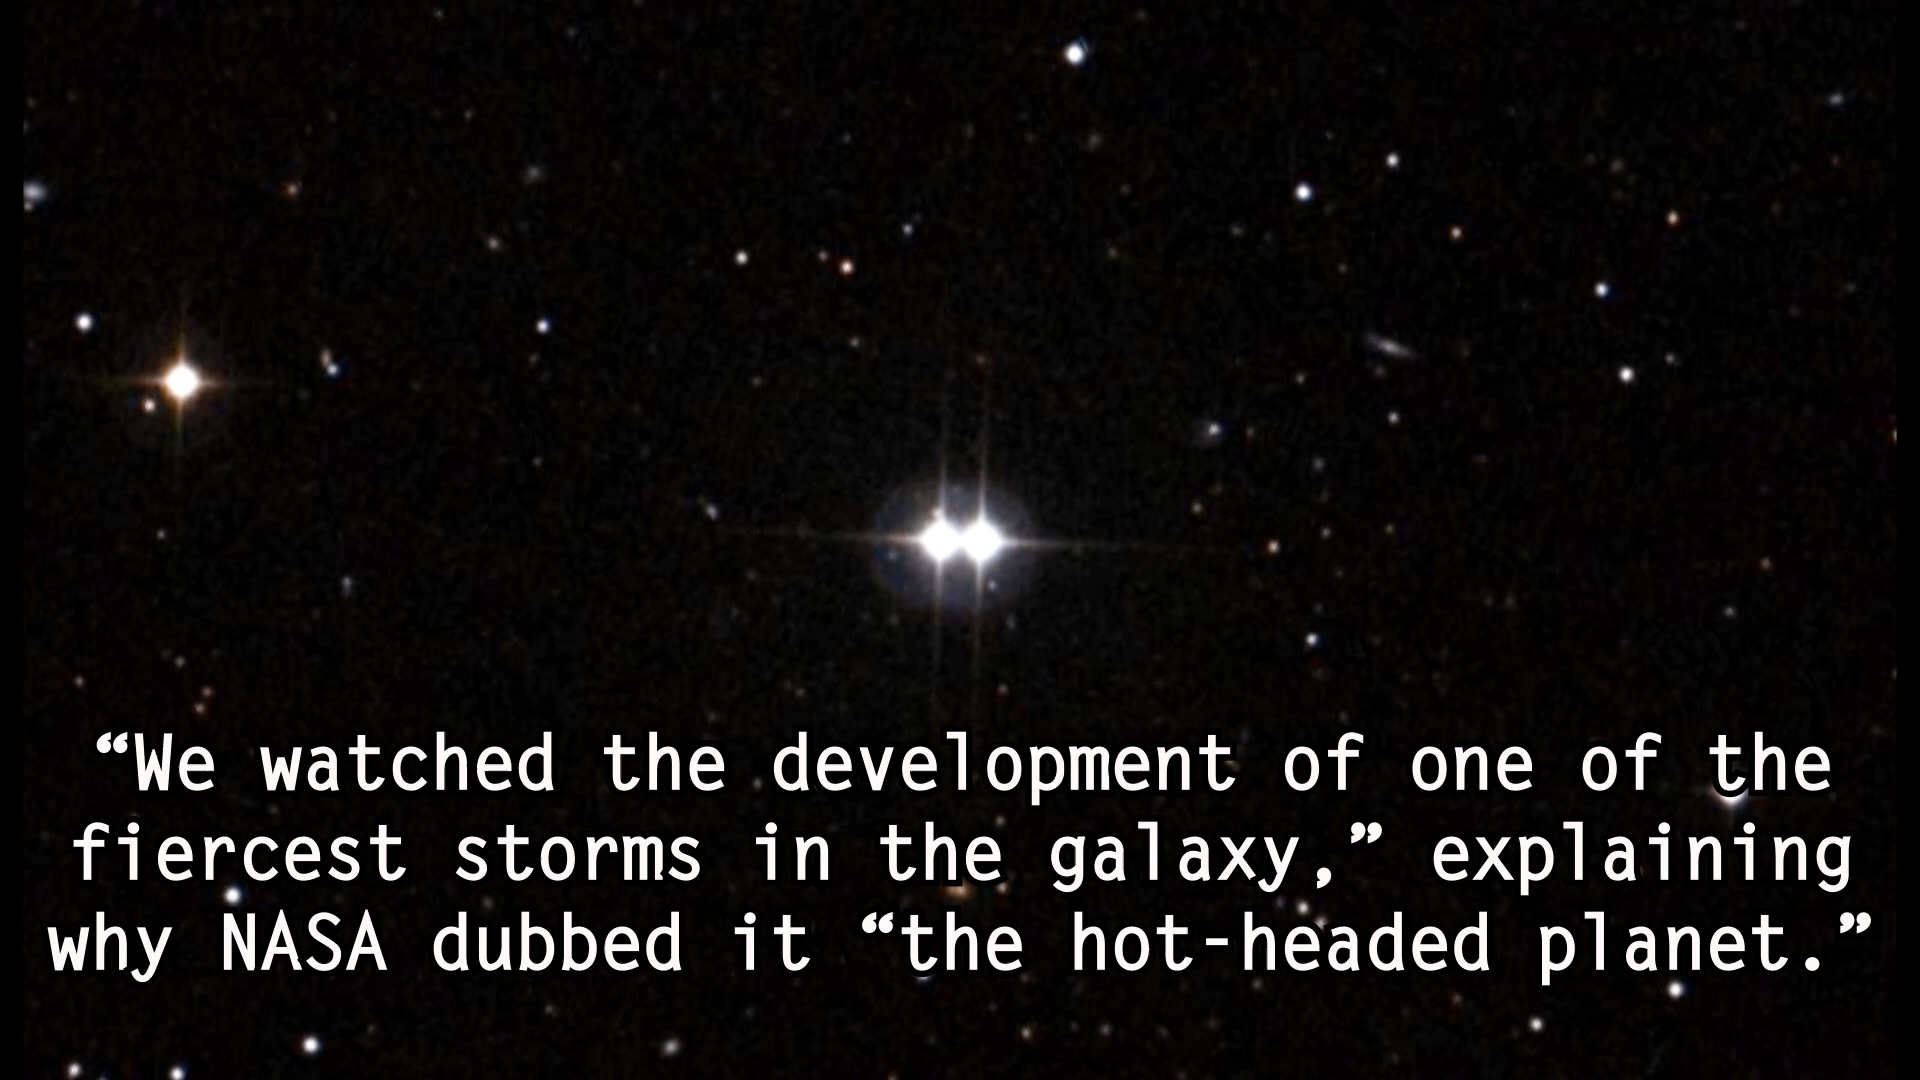 “We watched the development of one of the
fiercest storms in the galaxy,” explaining
why NASA dubbed it “the hot-headed planet.”